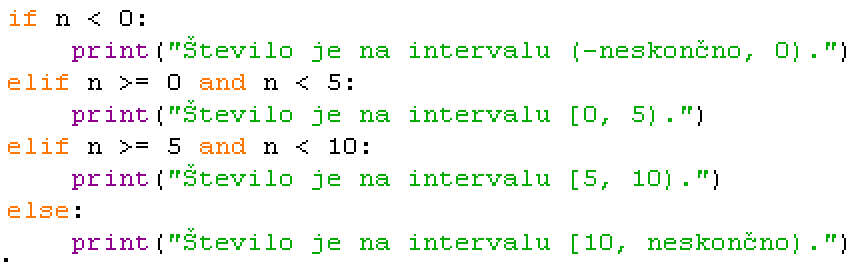 if n < 0:
    print("Število je na intervalu (-neskončno, 0).")
elif n >= 0 and n < 5:
    print("Število je na intervalu [0, 5).")
elif n >= 5 and n < 10:
    print("Število je na intervalu [5, 10).")
else:
    print("Število je na intervalu [10, neskončno).")
.